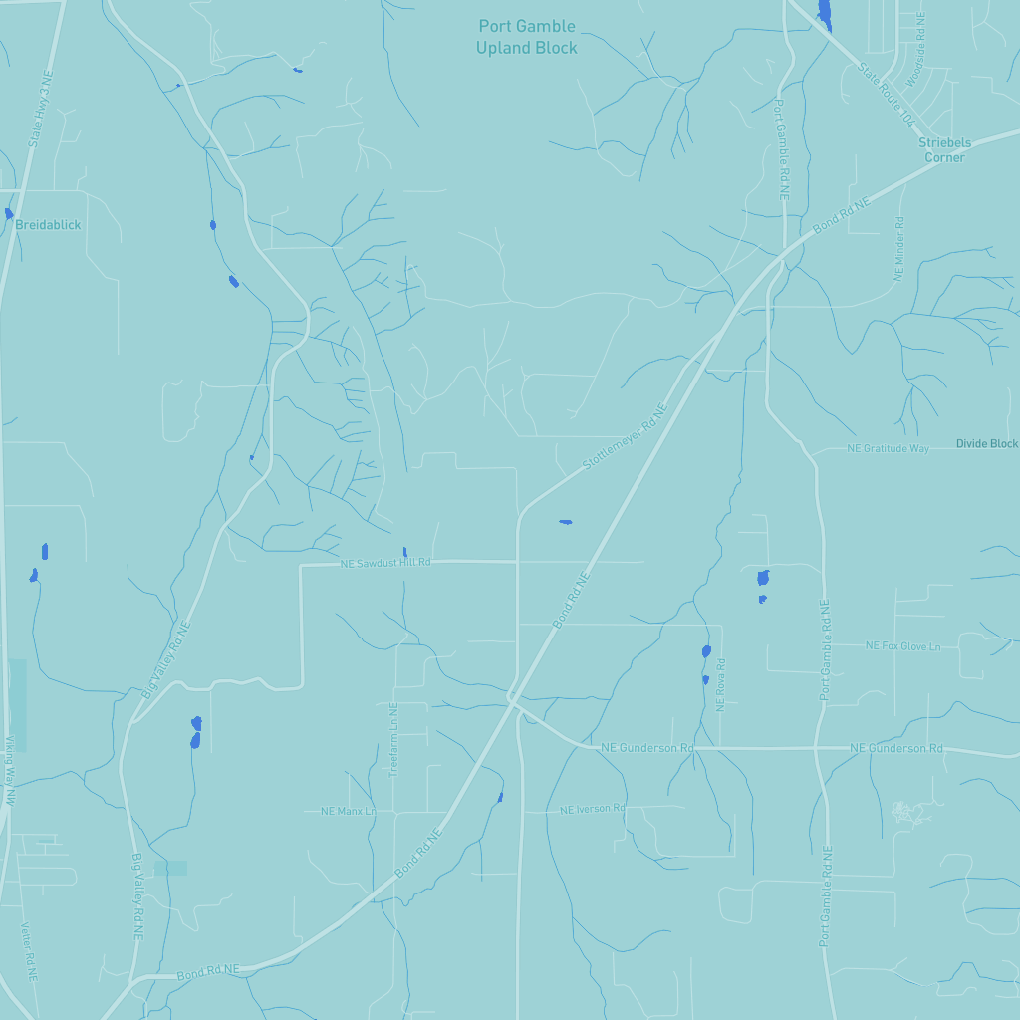 Port Gamble
Upland Block
Woodside Rd NE
State Route 104
State Hwy 3 NE
Port Gamble Rd NE
Striebels
Corner
Bond Rd NE
Breidablick
NE Minder Rd
Stottlemeyer Rd NE
Divide Block
NE Gratitude Way
NE Sawdust Hill Rd
Bond Rd NE
Port Gamble Rd NE
Big Valley Rd NE
NE Fox Glove Ln
NE Rova Rd
Treefarm Ln NE
Viking Way NW
NE Gunderson Rd
NE Gunderson Rd
NE Manx Ln
NE Iverson Rd
Bond Rd NE
Big Valley Rd NE
Port Gamble Rd NE
Vetter Rd NE
Bond Rd NE